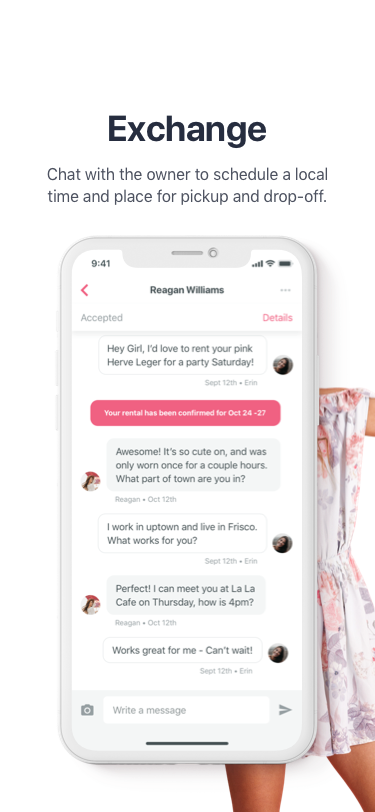 Exchange
Chat with the owner to schedule a local
time and place for pickup and drop-off.
9:41
Reagan Williams
Accepted
Details
Hey Girl, I'd love to rent your pink
Herve Leger for a party Saturday!
Sept 12th • Erin
Your rental has been confirmed for Oct 24 -27
Awesome! It's so cute on, and was
only worn once for a couple hours.
What part of town are you in?
Reagan • Oct 12th
I work in uptown and live in Frisco.
What works for you?
Sept 12th • Erin
Perfect! I can meet you at La La
Cafe on Thursday, how is 4pm?
Reagan • Oct 12th
Works great for me - Can't wait!
Sept 12th • Erin
Write a message